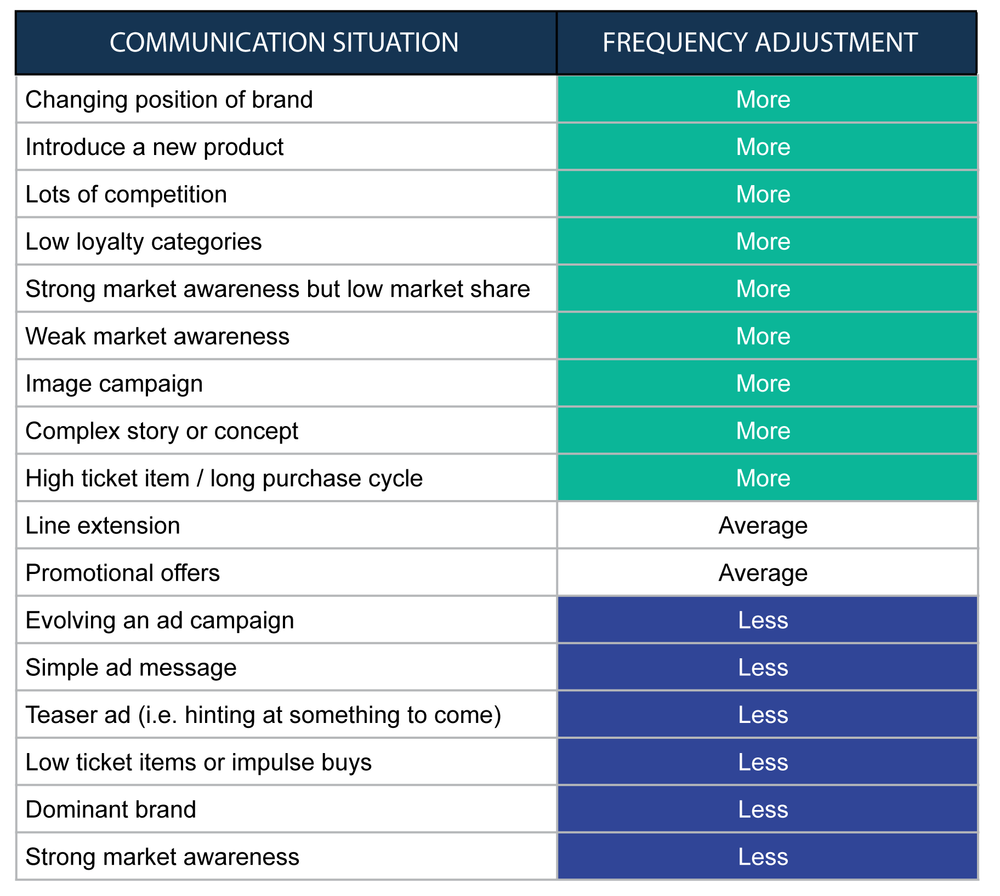 COMMUNICATION SITUATION FREQUENCY ADJUSTMENT
Changing position of brand More
Introduce a new product More
Lots of competition More
Low loyalty categories More
Strong market awareness but low market share More
Weak market awareness More
Image campaign More
Complex story or concept More
High ticket item / long purchase cycle More
Line extension Average
Promotional offers Average
Evolving an ad campaign Less
Simple ad message Less
Teaser ad (i.e. hinting at something to come) Less
Low ticket items or impulse buys Less
Dominant brand Less
Strong market awareness Less